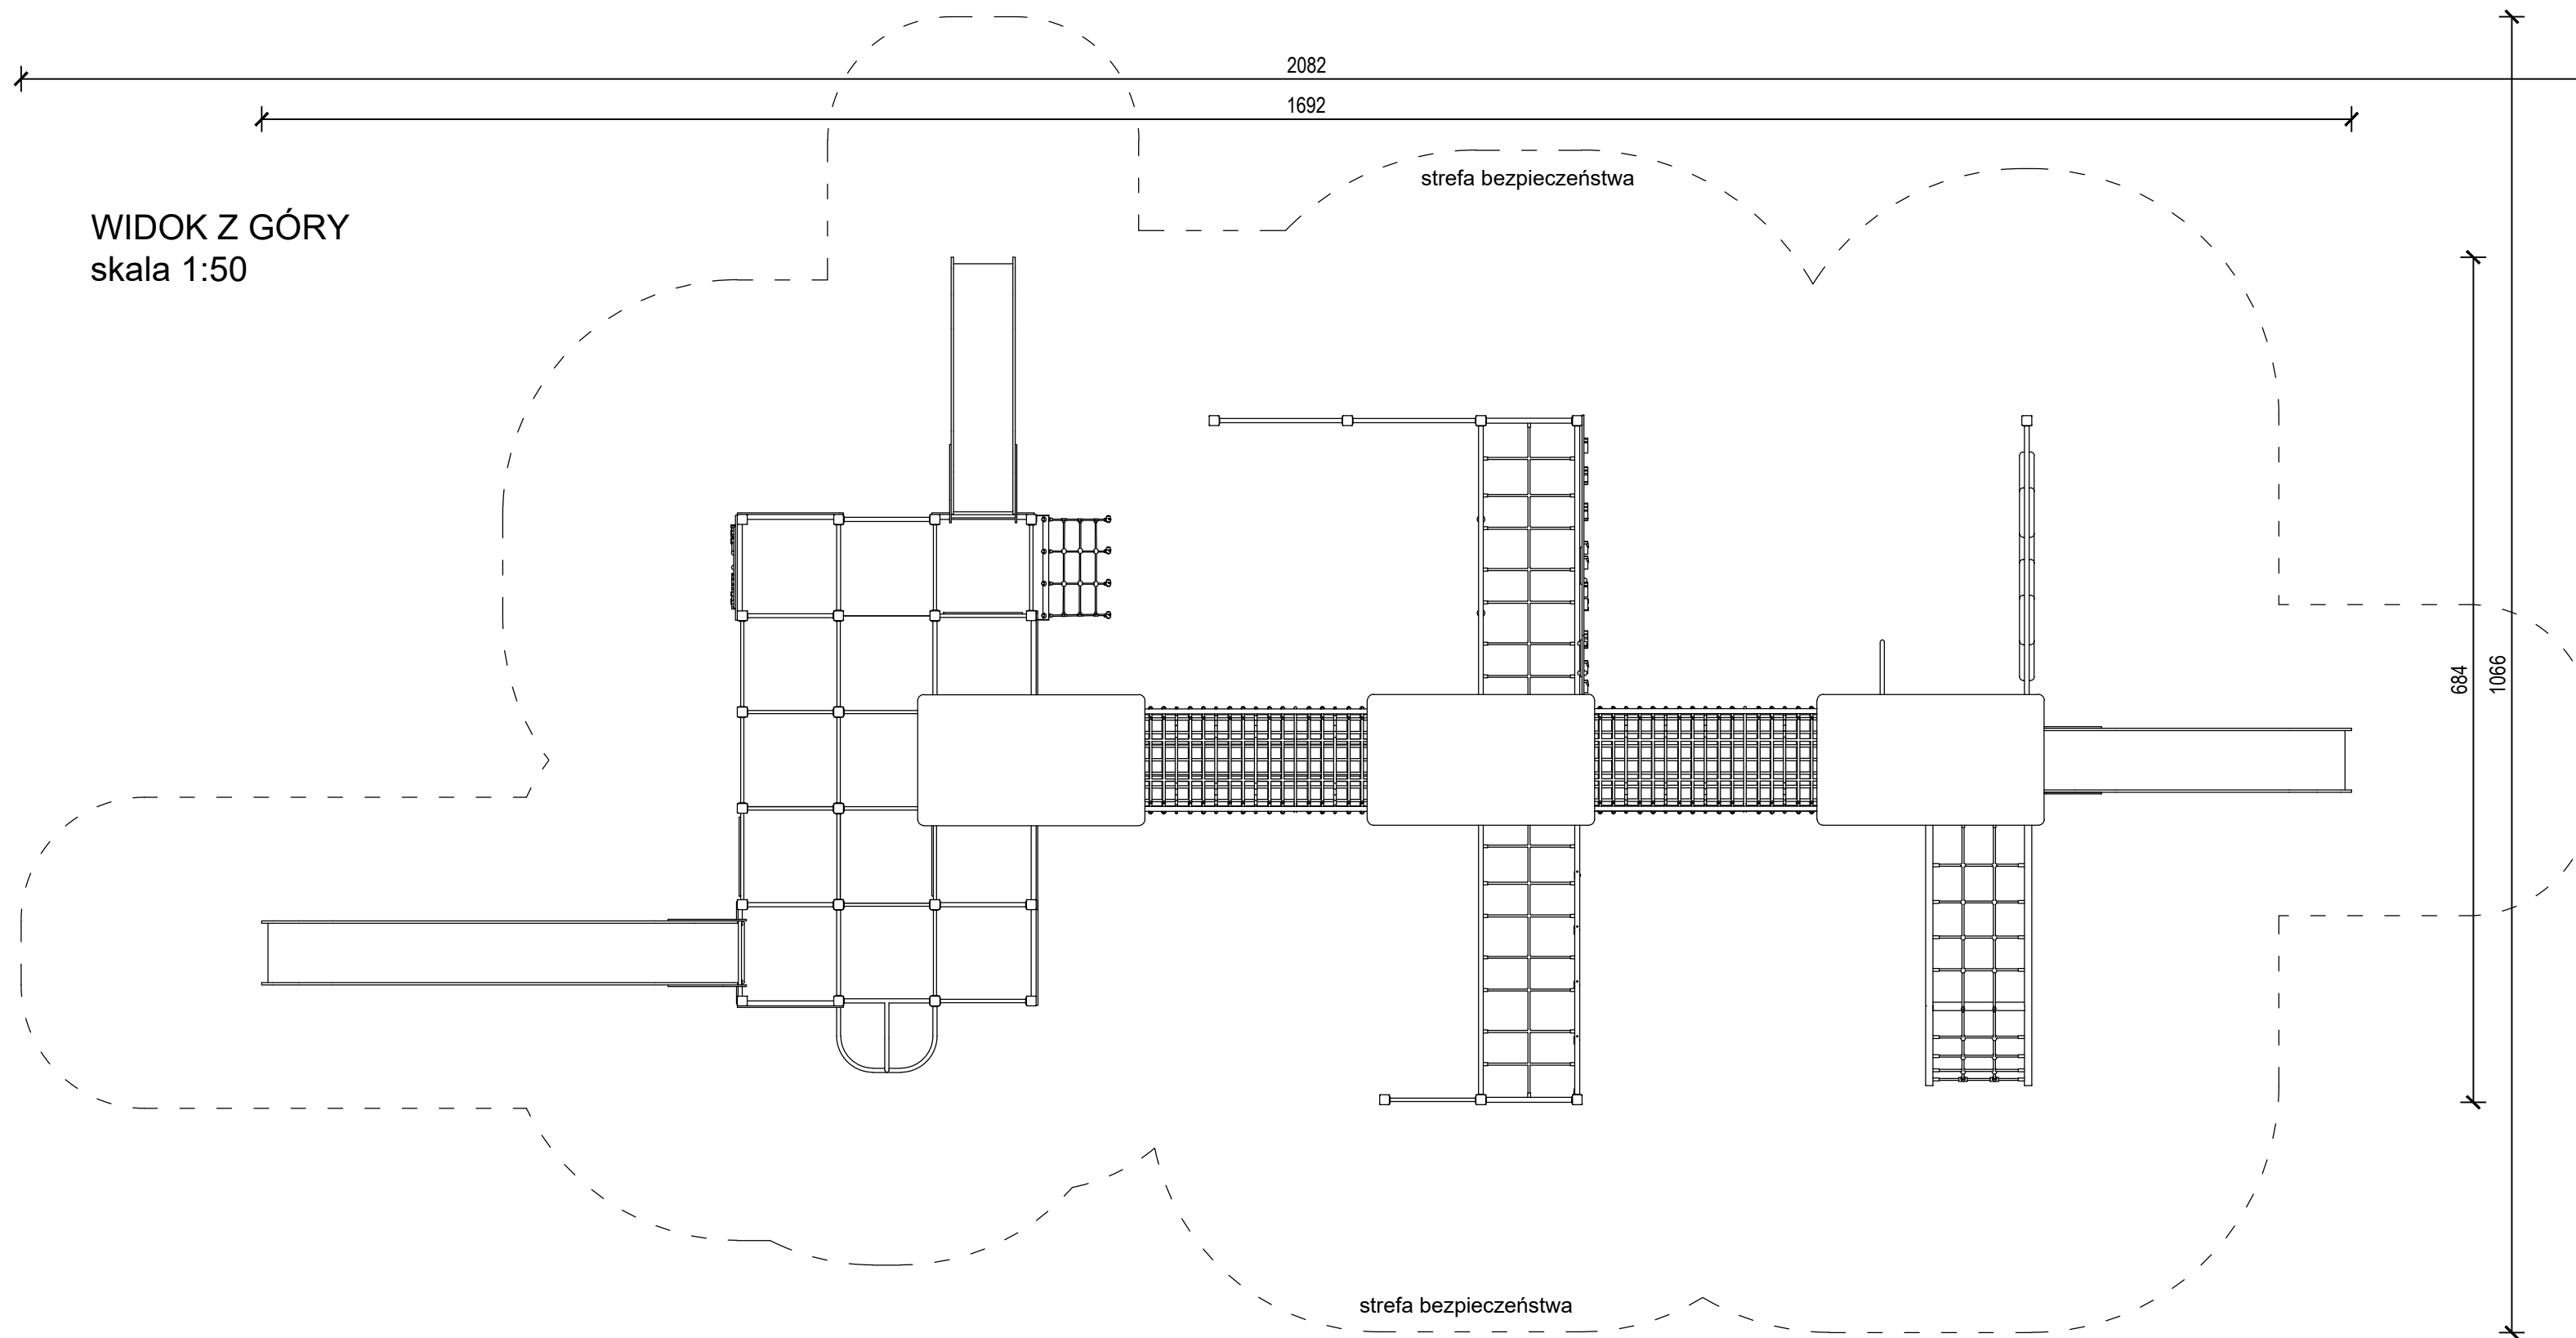 2082
1692
strefa bezpieczeństwa
WIDOK Z GÓRY
skala 1:50
684
1066
strefa bezpieczeństwa